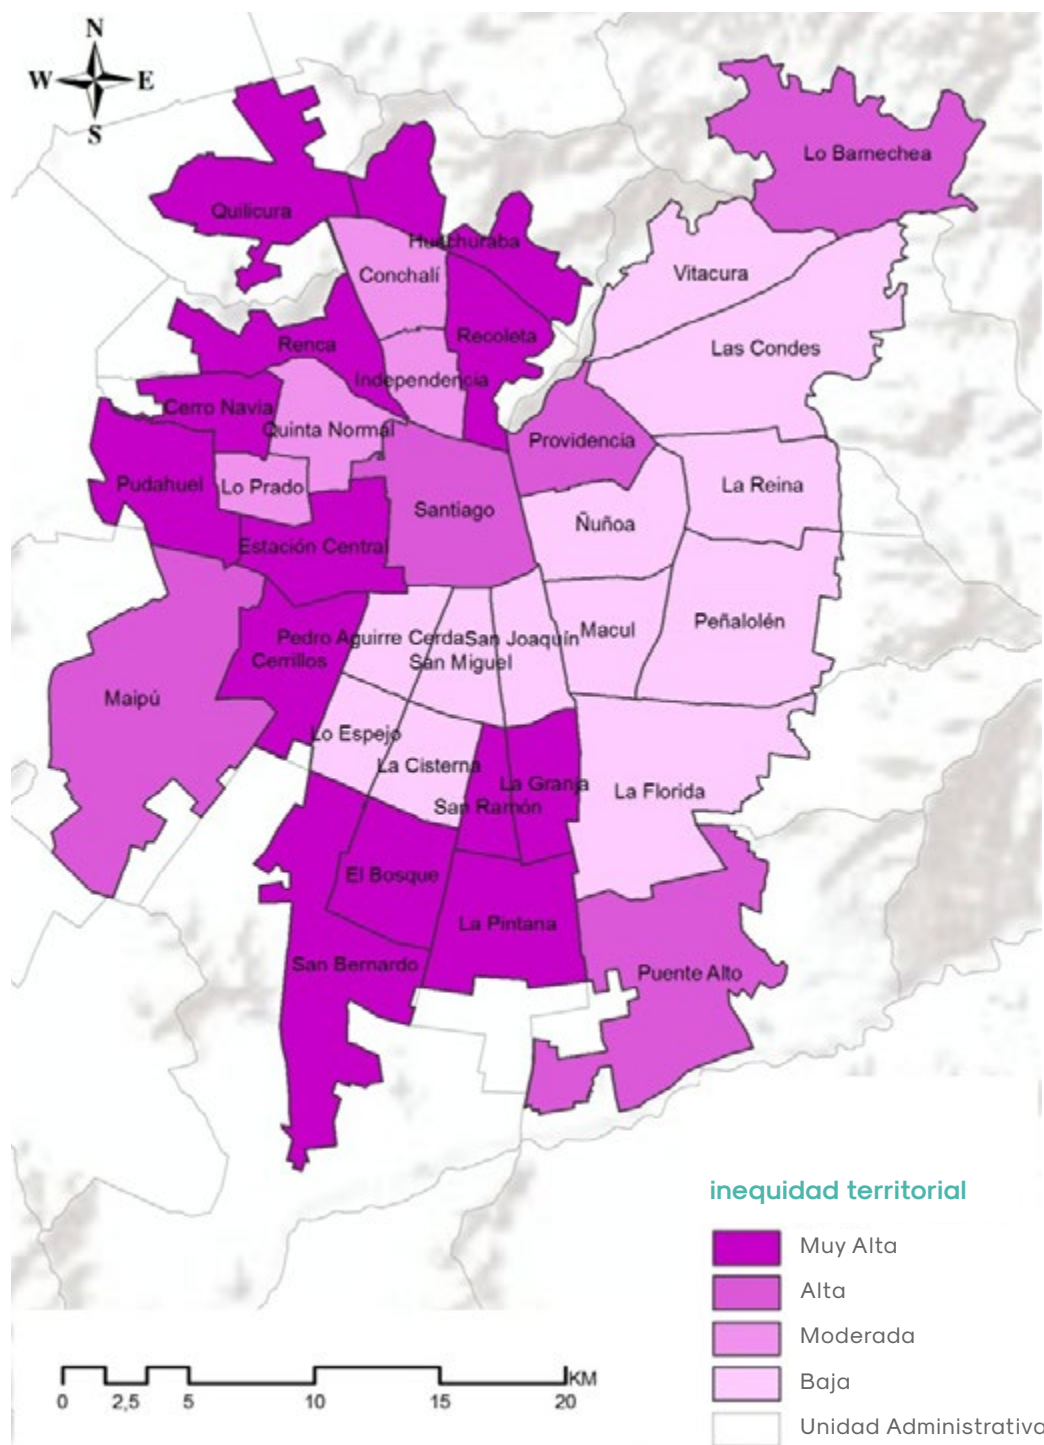 N
W E
S
Lo Barnechea
Quilicura
Huechuraba
Conchalí
Vitacura
Recoleta
Renca
Las Condes
Independencia
Cerro Navia
Quinta Normal
Providencia
Pudahuel
Lo Prado
La Reina
Santiago
Ñuñoa
Estación Central
Peñalolén
Macul
Pedro Aguirre Cerda
San Joaquín
Cerrillos
San Miguel
Maipú
Lo Espejo
La Cisterna
La Granja
La Florida
San Ramón
El Bosque
La Pintana
San Bernardo
Puente Alto
inequidad territorial
Muy Alta
Alta
Moderada
Baja
Unidad Administrativa
KM
0 2,5 5 10 15 20